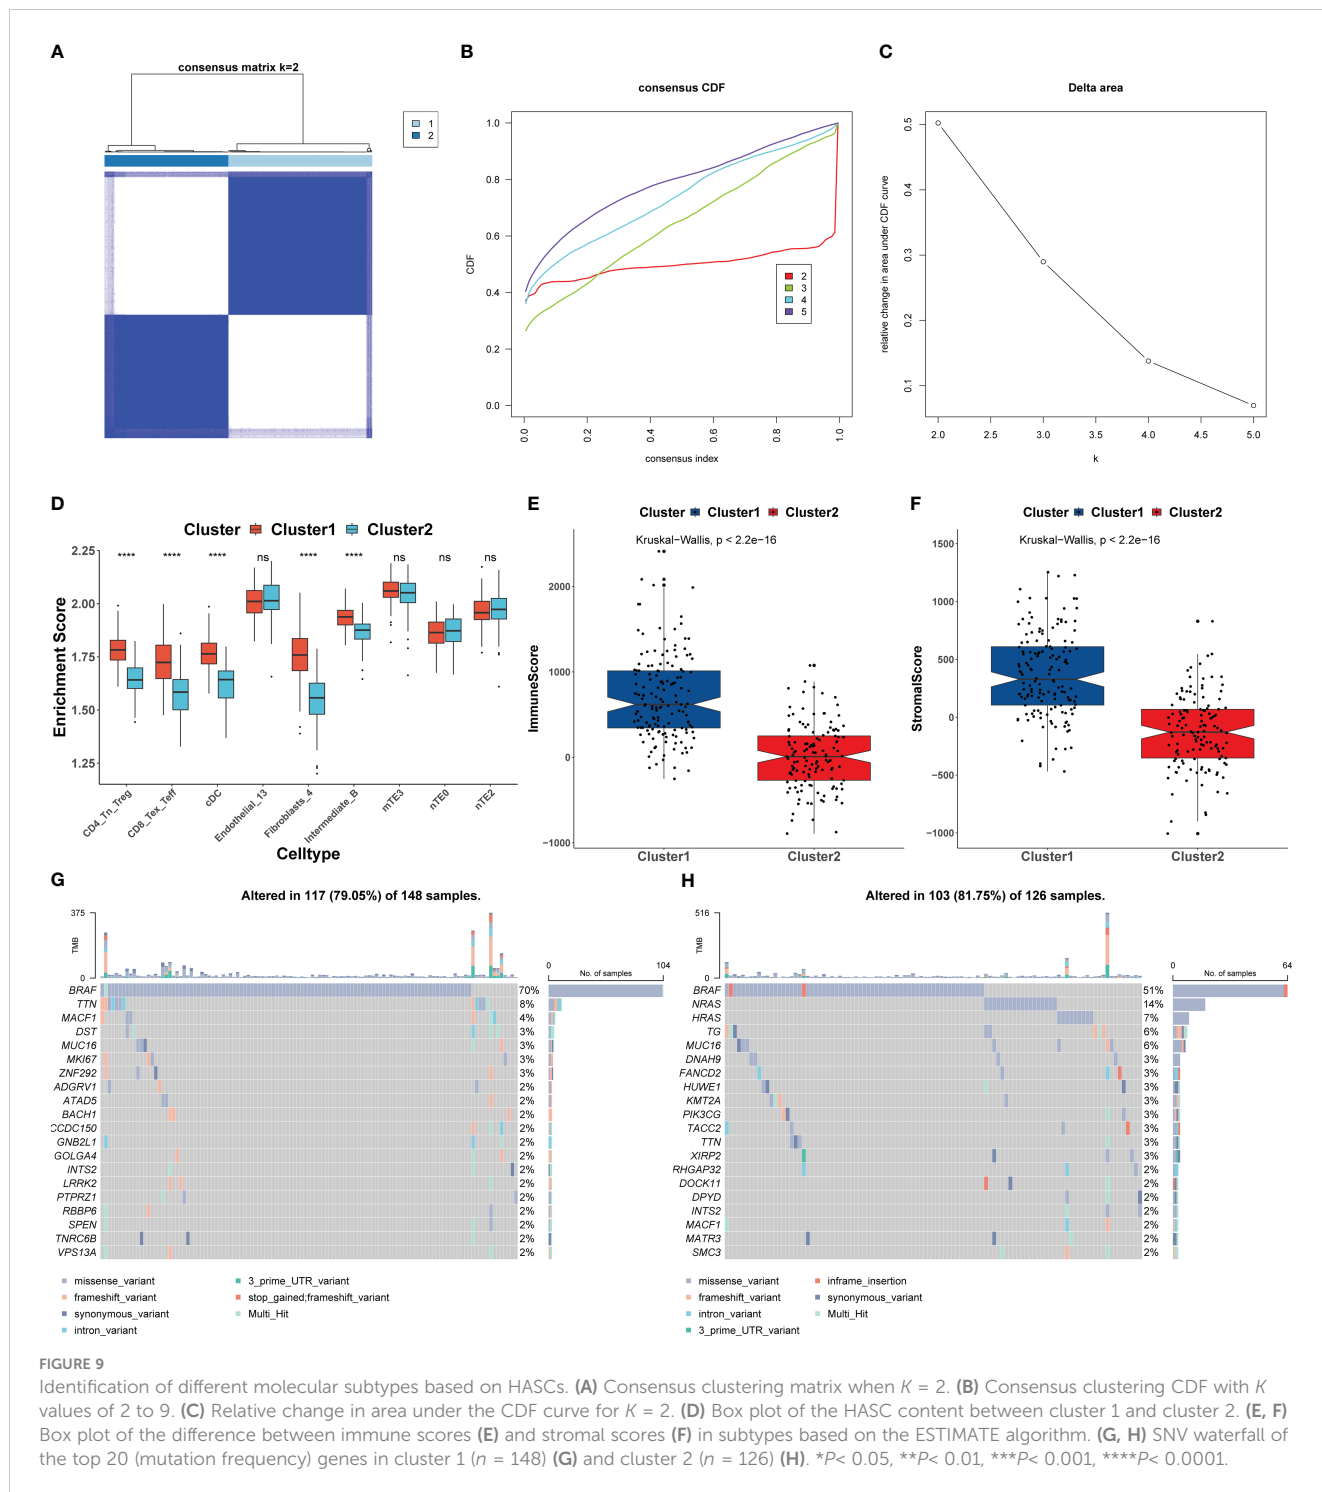 A
consensus matrix k=2
1
2
B
consensus CDF
CDF
1.0
0.8
0.6
0.4
0.2
0.0
2
3
4
5
0.0
0.2
0.4
0.6
0.8
1.0
consensus index
C
Delta area
relative change in area under CDF curve
0.5
0.4
0.3
0.2
0.1
2.0
2.5
3.0
3.5
4.0
4.5
5.0
k
D
Cluster Cluster1 Cluster2
Enrichment Score
2.25
2.00
1.75
1.50
1.25
**** **** **** ns **** **** ns ns ns
CD4_Tn_Treg
CD8_Tex_Teff
cDC
Endothelial_13
Fibroblasts_4
Intermediate_B
mTE3
nTE0
nTE2
Celltype
E
Cluster Cluster1 Cluster2
Kruskal−Wallis, p < 2.2e−16
ImmuneScore
2000
1000
0
−1000
Cluster1
Cluster2
F
Cluster Cluster1 Cluster2
Kruskal−Wallis, p < 2.2e−16
StromalScore
1500
1000
500
0
−500
−1000
Cluster1
Cluster2
G
Altered in 117 (79.05%) of 148 samples.
TMB
375
0
0
104
No. of samples
BRAF 70%
TTN 8%
MACF1 4%
DST 3%
MUC16 3%
MKI67 3%
ZNF292 3%
ADGRV1 2%
ATAD5 2%
BACH1 2%
CCDC150 2%
GNB2L1 2%
GOLGA4 2%
INTS2 2%
LRRK2 2%
PTPRZ1 2%
RBBP6 2%
SPEN 2%
TNRC6B 2%
VPS13A 2%
missense_variant
frameshift_variant
synonymous_variant
intron_variant
3_prime_UTR_variant
stop_gained;frameshift_variant
Multi_Hit
H
Altered in 103 (81.75%) of 126 samples.
TMB
516
0
0
64
No. of samples
BRAF 51%
NRAS 14%
HRAS 7%
TG 6%
MUC16 6%
DNAH9 3%
FANCD2 3%
HUWE1 3%
KMT2A 3%
PIK3CG 3%
TACC2 3%
TTN 3%
XIRP2 3%
RHGAP32 2%
DOCK11 2%
DPYD 2%
INTS2 2%
MACF1 2%
MATR3 2%
SMC3 2%
missense_variant
frameshift_variant
intron_variant
3_prime_UTR_variant
inframe_insertion
synonymous_variant
Multi_Hit
FIGURE 9
Identification of different molecular subtypes based on HASCs. (A) Consensus clustering matrix when K = 2. (B) Consensus clustering CDF with K
values of 2 to 9. (C) Relative change in area under the CDF curve for K = 2. (D) Box plot of the HASC content between cluster 1 and cluster 2. (E, F)
Box plot of the difference between immune scores (E) and stromal scores (F) in subtypes based on the ESTIMATE algorithm. (G, H) SNV waterfall of
the top 20 (mutation frequency) genes in cluster 1 (n = 148) (G) and cluster 2 (n = 126) (H). *P< 0.05, **P< 0.01, ***P< 0.001, ****P< 0.0001.